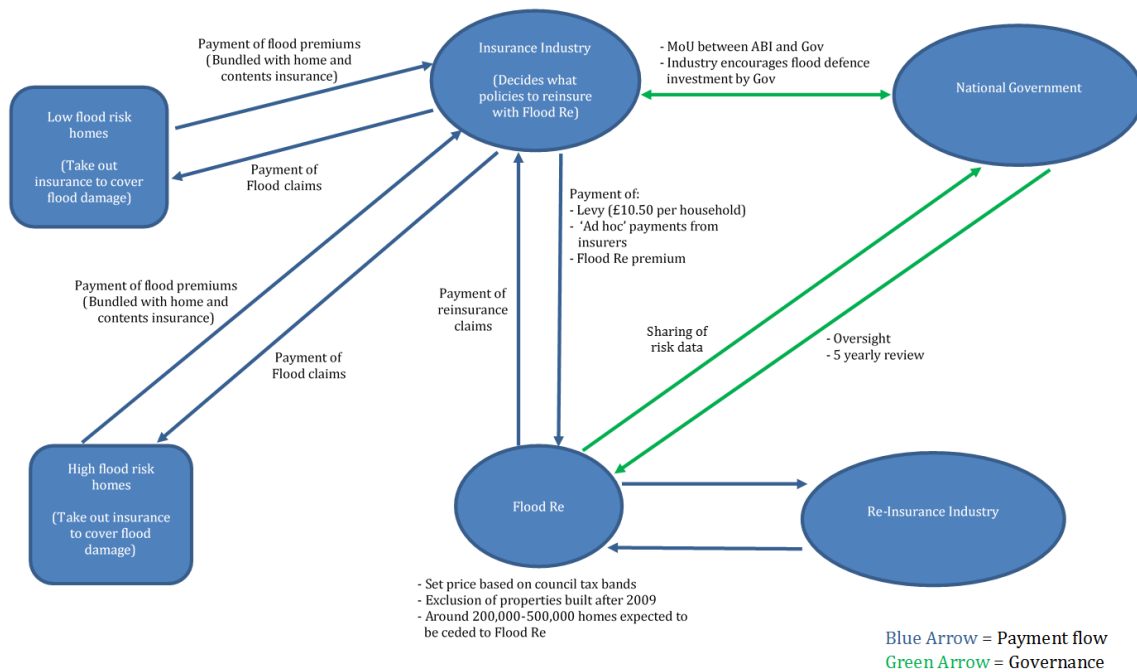 Payment of flood premiums
(Bundled with home and
contents insurance)
Insurance Industry
(Decides what
policies to reinsure
with Flood Re)
- MoU between ABI and Gov
- Industry encourages flood defence
investment by Gov
National Government
Low flood risk
homes
(Take out
insurance to cover
flood damage)
Payment of
Flood claims
Payment of:
- Levy (£10.50 per household)
- ‘Ad hoc’ payments from
insurers
- Flood Re premium
Payment of flood premiums
(Bundled with home and
contents insurance)
Payment of
reinsurance
claims
Sharing of
risk data
- Oversight
- 5 yearly review
Payment of
Flood claims
High flood risk
homes
(Take out insurance
to cover flood
damage)
Flood Re
Re-Insurance Industry
- Set price based on council tax bands
- Exclusion of properties built after 2009
- Around 200,000-500,000 homes expected to
be ceded to Flood Re
Blue Arrow = Payment flow
Green Arrow = Governance